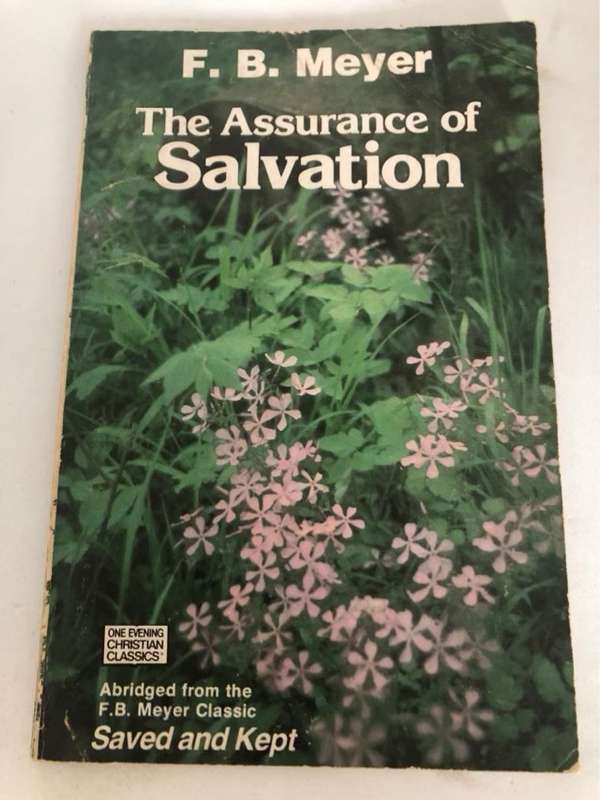 F. B. Meyer
The Assurance of
Salvation
ONE EVENING
CHRISTIAN
CLASSICS
Abridged from the
F.B. Meyer Classic
Saved and Kept